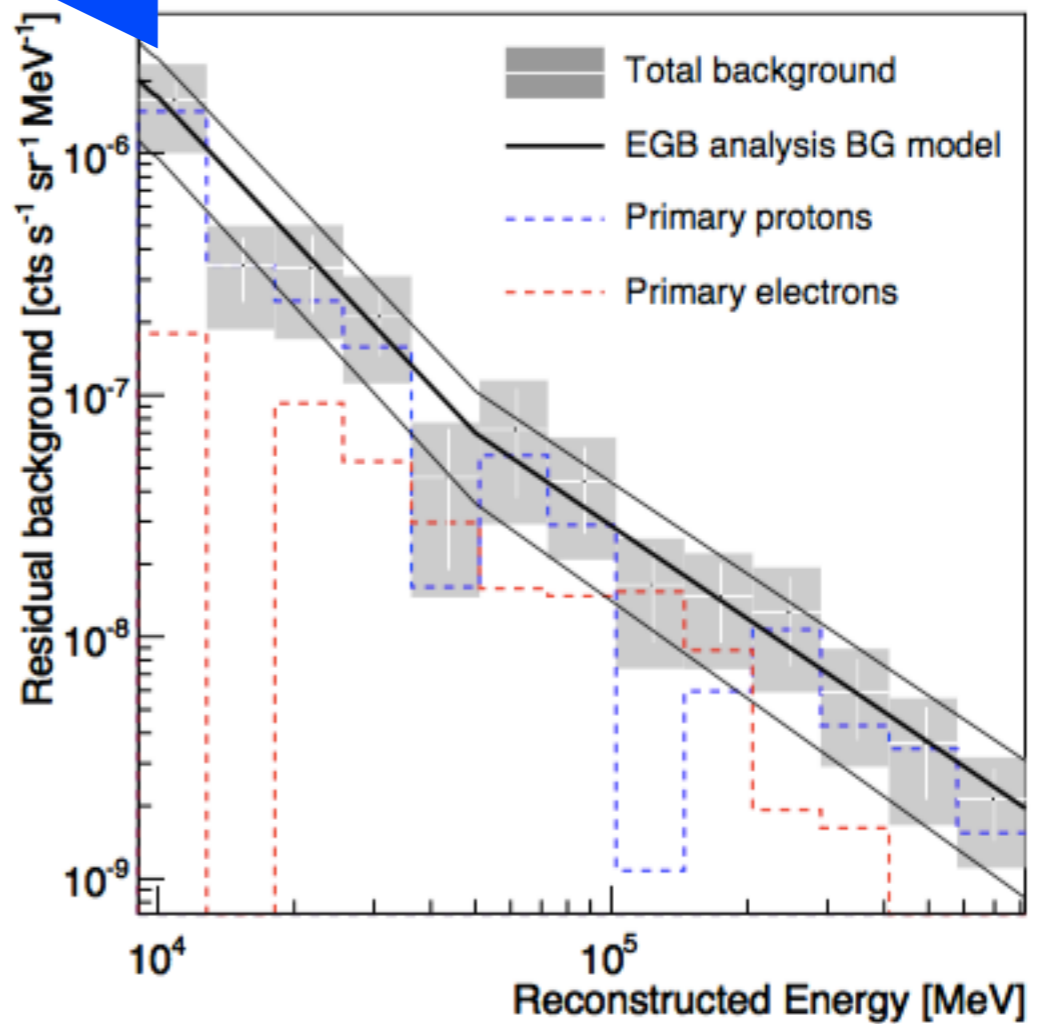 Residual background [cts s⁻¹ sr⁻¹ MeV⁻¹]
Total background
EGB analysis BG model
Primary protons
Primary electrons
10⁻⁶
10⁻⁷
10⁻⁸
10⁻⁹
10⁴ 10⁵
Reconstructed Energy [MeV]